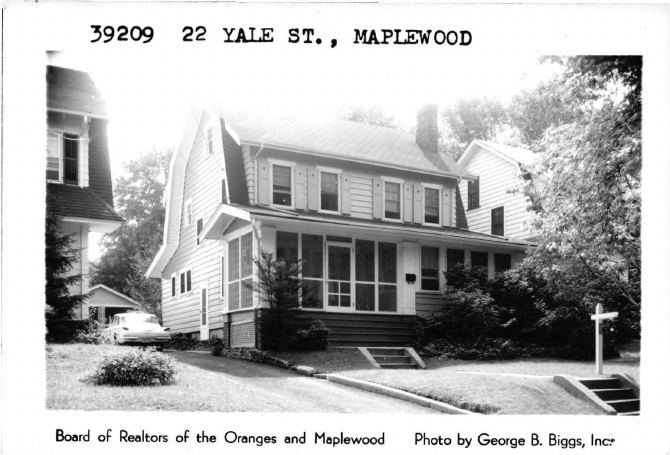 39209 22 YALE ST., MAPLEWOOD
Board of Realtors of the Oranges and Maplewood Photo by George B. Biggs, Inc.